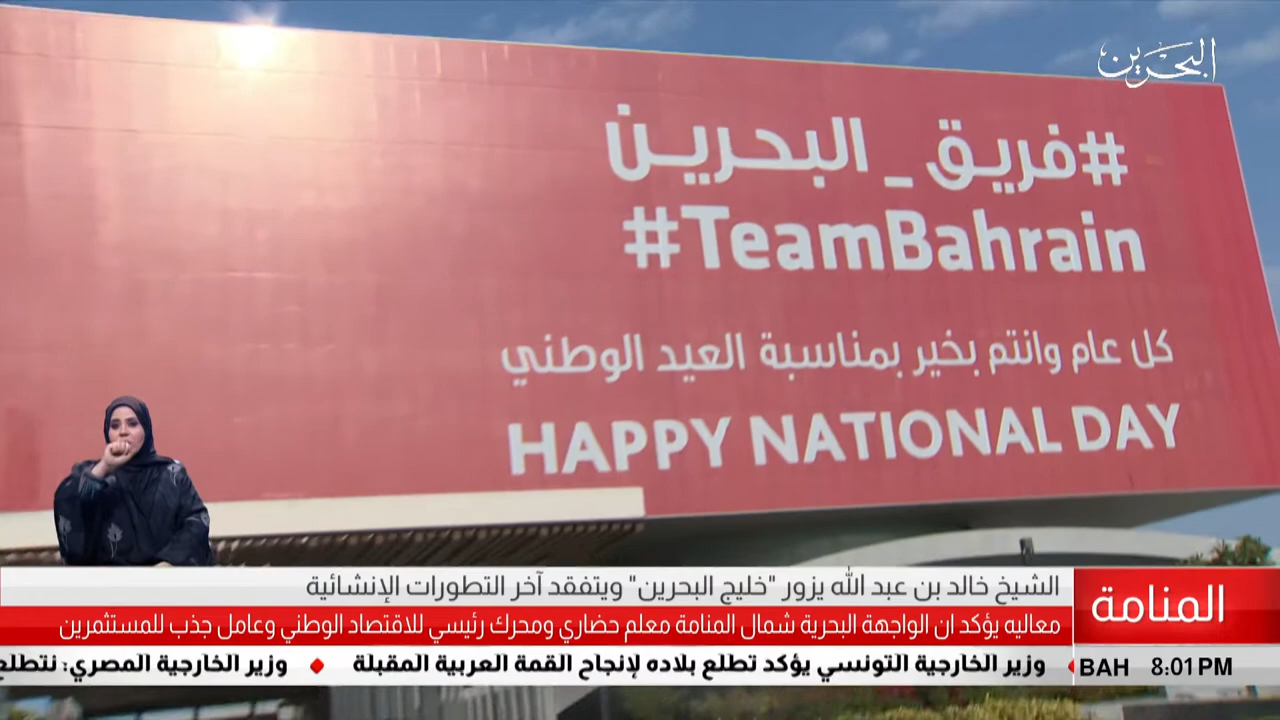 البحرين
#فريق_البحرين
#TeamBahrain
كل عام وانتم بخير بمناسبة العيد الوطني
HAPPY NATIONAL DAY
الشيخ خالد بن عبد الله يزور "خليج البحرين" ويتفقد آخر التطورات الإنشائية
المنامة
معاليه يؤكد ان الواجهة البحرية شمال المنامة معلم حضاري ومحرك رئيسي للاقتصاد الوطني وعامل جذب للمستثمرين
BAH 8:01 PM
وزير الخارجية التونسي يؤكد تطلع بلاده لإنجاح القمة العربية المقبلة ♦ وزير الخارجية المصري: نتطلع